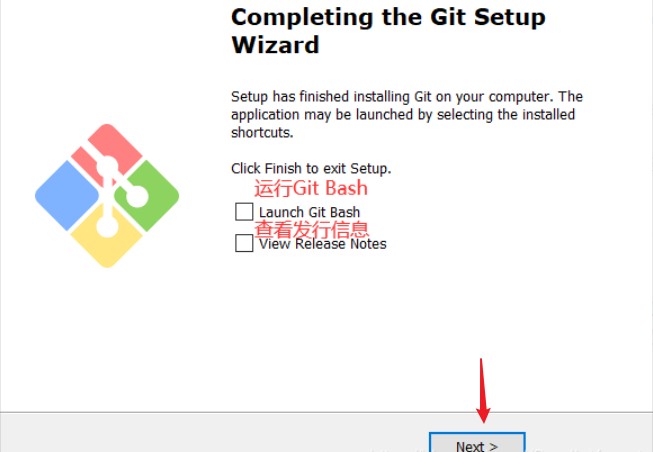 Completing the Git Setup
Wizard
Setup has finished installing Git on your computer. The
application may be launched by selecting the installed
shortcuts.
Click Finish to exit Setup.
运行Git Bash
Launch Git Bash
查看发行信息
View Release Notes
Next >